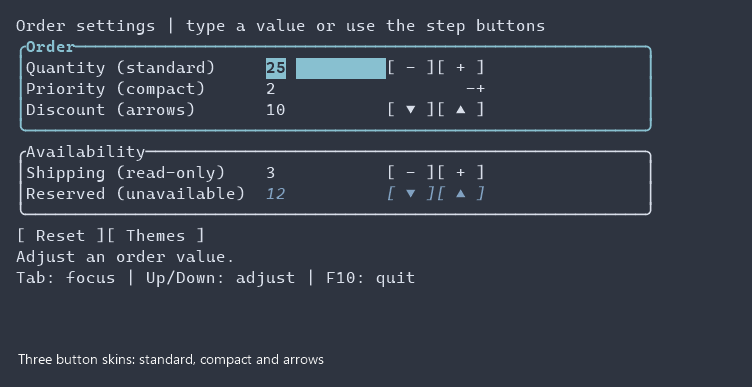 Order settings | type a value or use the step buttons
Order
Quantity (standard) 25 [ - ][ + ]
Priority (compact) 2 -+
Discount (arrows) 10 [ ▼ ][ ▲ ]
Availability
Shipping (read-only) 3 [ - ][ + ]
Reserved (unavailable) 12 [ ▼ ][ ▲ ]
[ Reset ][ Themes ]
Adjust an order value.
Tab: focus | Up/Down: adjust | F10: quit
Three button skins: standard, compact and arrows